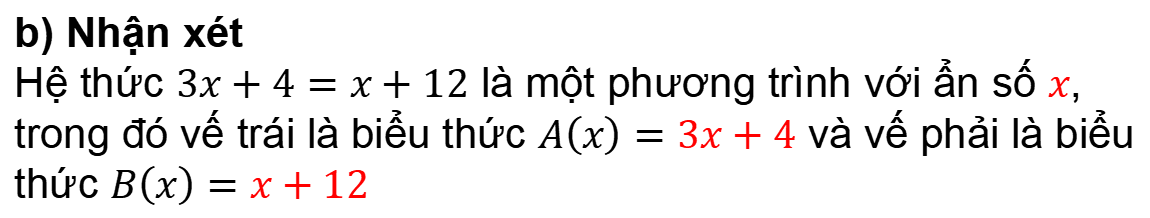 b) Nhận xét
Hệ thức 3x + 4 = x + 12 là một phương trình với ẩn số x,
trong đó vế trái là biểu thức A(x) = 3x + 4 và vế phải là biểu
thức B(x) = x + 12